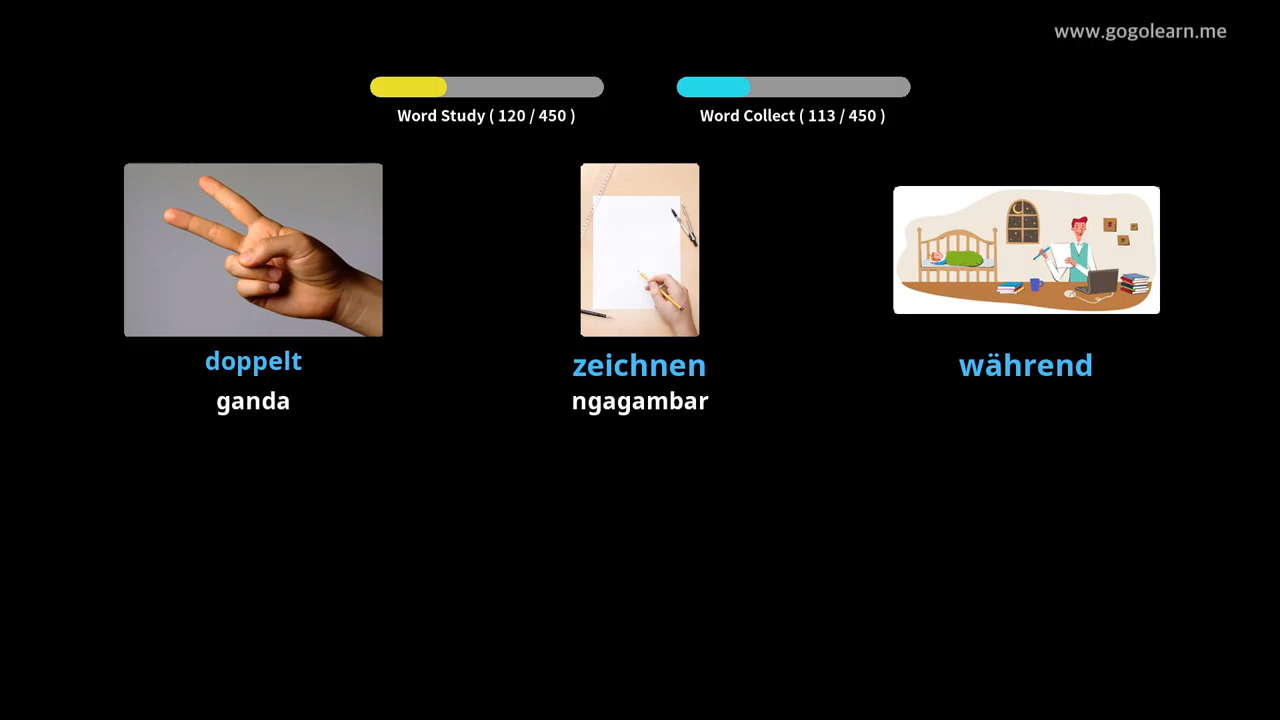 www.gogolearn.me
Word Study ( 120 / 450 )
Word Collect ( 113 / 450 )
doppelt
zeichnen
während
ganda
ngagambar